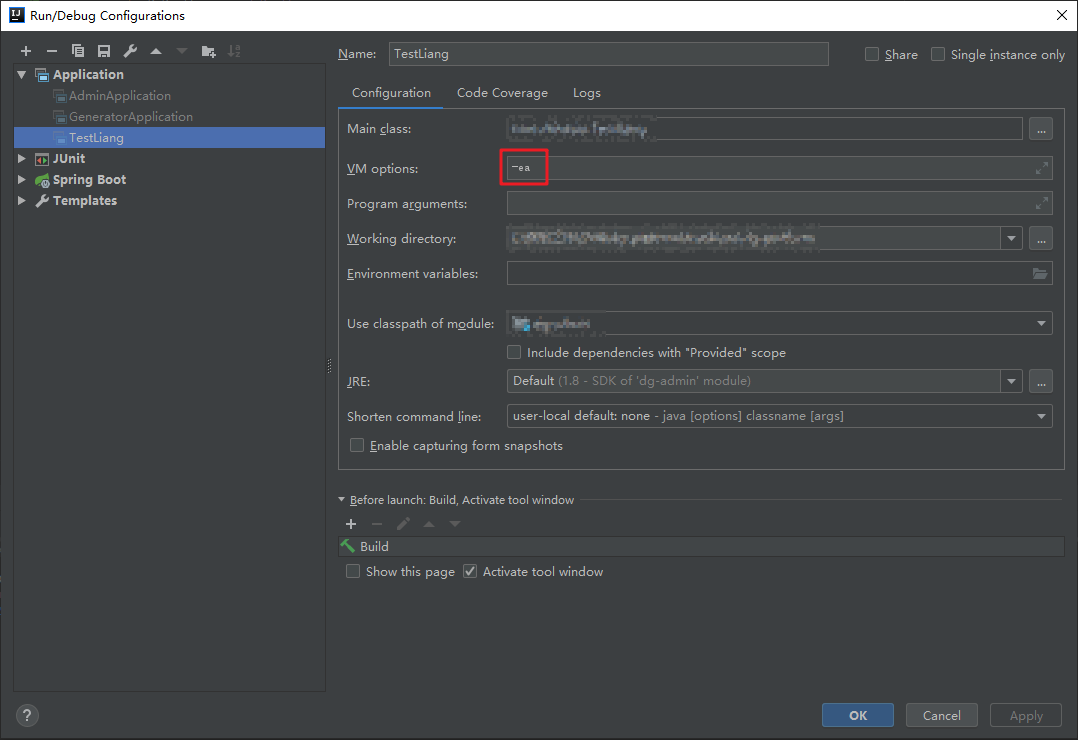 Run/Debug Configurations
Name: TestLiang Share Single instance only
Application
AdminApplication
GeneratorApplication
TestLiang
JUnit
Spring Boot
Templates
Configuration Code Coverage Logs
Main class: ...
VM options: -ea
Program arguments:
Working directory: ...
Environment variables:
Use classpath of module:
Include dependencies with "Provided" scope
JRE: Default (1.8 - SDK of 'dg-admin' module) ...
Shorten command line: user-local default: none - java [options] classname [args]
Enable capturing form snapshots
Before launch: Build, Activate tool window
Build
Show this page Activate tool window
? OK Cancel Apply